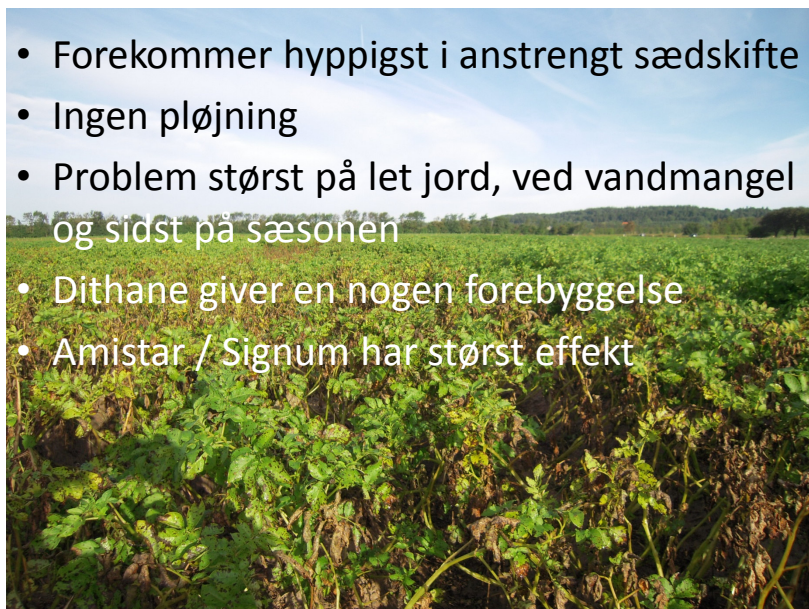 • Forekommer hyppigst i anstrengt sædskifte
• Ingen pløjning
• Problem størst på let jord, ved vandmangel
og sidst på sæsonen
• Dithane giver en nogen forebyggelse
• Amistar / Signum har størst effekt